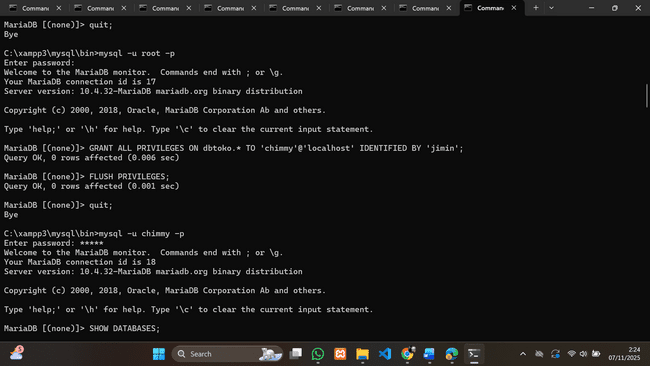 Command Command Command Command Command Command Command Command
MariaDB [(none)]> quit;
Bye
C:\xampp3\mysql\bin>mysql -u root -p
Enter password:
Welcome to the MariaDB monitor.  Commands end with ; or \g.
Your MariaDB connection id is 17
Server version: 10.4.32-MariaDB mariadb.org binary distribution
Copyright (c) 2000, 2018, Oracle, MariaDB Corporation Ab and others.
Type 'help;' or '\h' for help. Type '\c' to clear the current input statement.
MariaDB [(none)]> GRANT ALL PRIVILEGES ON dbtoko.* TO 'chimmy'@'localhost' IDENTIFIED BY 'jimin';
Query OK, 0 rows affected (0.006 sec)
MariaDB [(none)]> FLUSH PRIVILEGES;
Query OK, 0 rows affected (0.001 sec)
MariaDB [(none)]> quit;
Bye
C:\xampp3\mysql\bin>mysql -u chimmy -p
Enter password: *****
Welcome to the MariaDB monitor.  Commands end with ; or \g.
Your MariaDB connection id is 18
Server version: 10.4.32-MariaDB mariadb.org binary distribution
Copyright (c) 2000, 2018, Oracle, MariaDB Corporation Ab and others.
Type 'help;' or '\h' for help. Type '\c' to clear the current input statement.
MariaDB [(none)]> SHOW DATABASES;
Search
2:24
07/11/2025